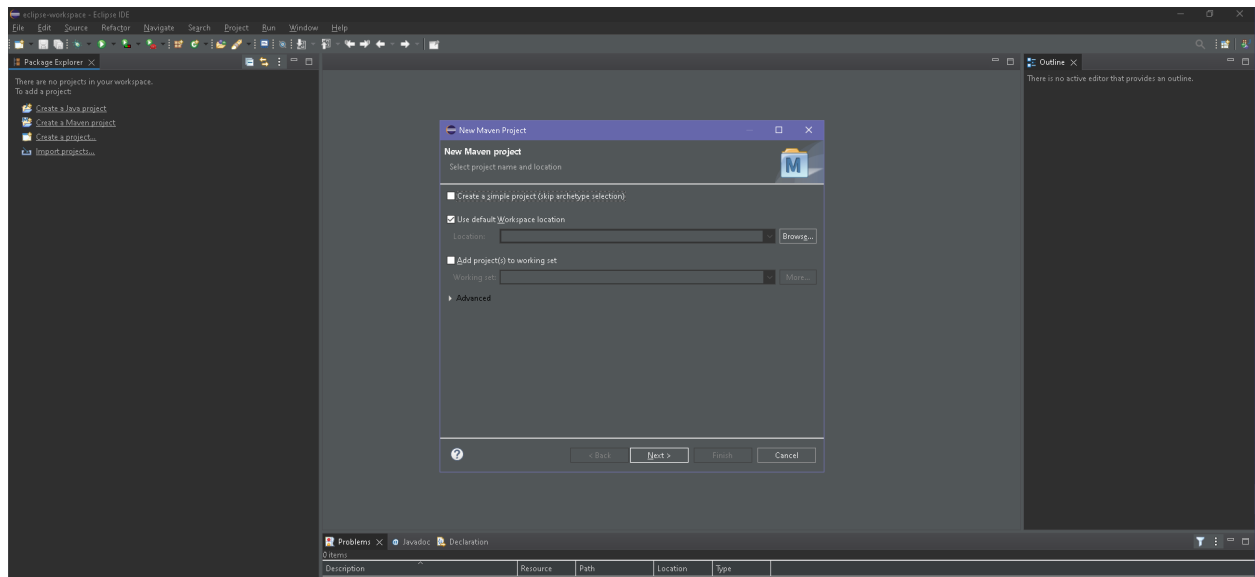 eclipse-workspace - Eclipse IDE
File Edit Source Refactor Navigate Search Project Run Window Help
Package Explorer
There are no projects in your workspace.
To add a project:
Create a Java project
Create a Maven project
Create a project...
Import projects...
Outline
There is no active editor that provides an outline.
New Maven Project
New Maven project
Select project name and location
M
Create a simple project (skip archetype selection)
Use default Workspace location
Location:
Browse...
Add project(s) to working set
Working set:
More...
Advanced
?
< Back Next > Finish Cancel
Problems @ Javadoc Declaration
0 items
Description Resource Path Location Type